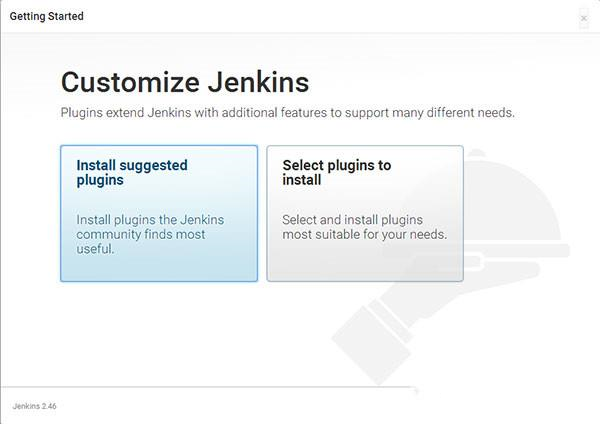 Getting Started
×
Customize Jenkins
Plugins extend Jenkins with additional features to support many different needs.
Install suggested
plugins
Install plugins the Jenkins
community finds most
useful.
Select plugins to
install
Select and install plugins
most suitable for your needs.
Jenkins 2.46